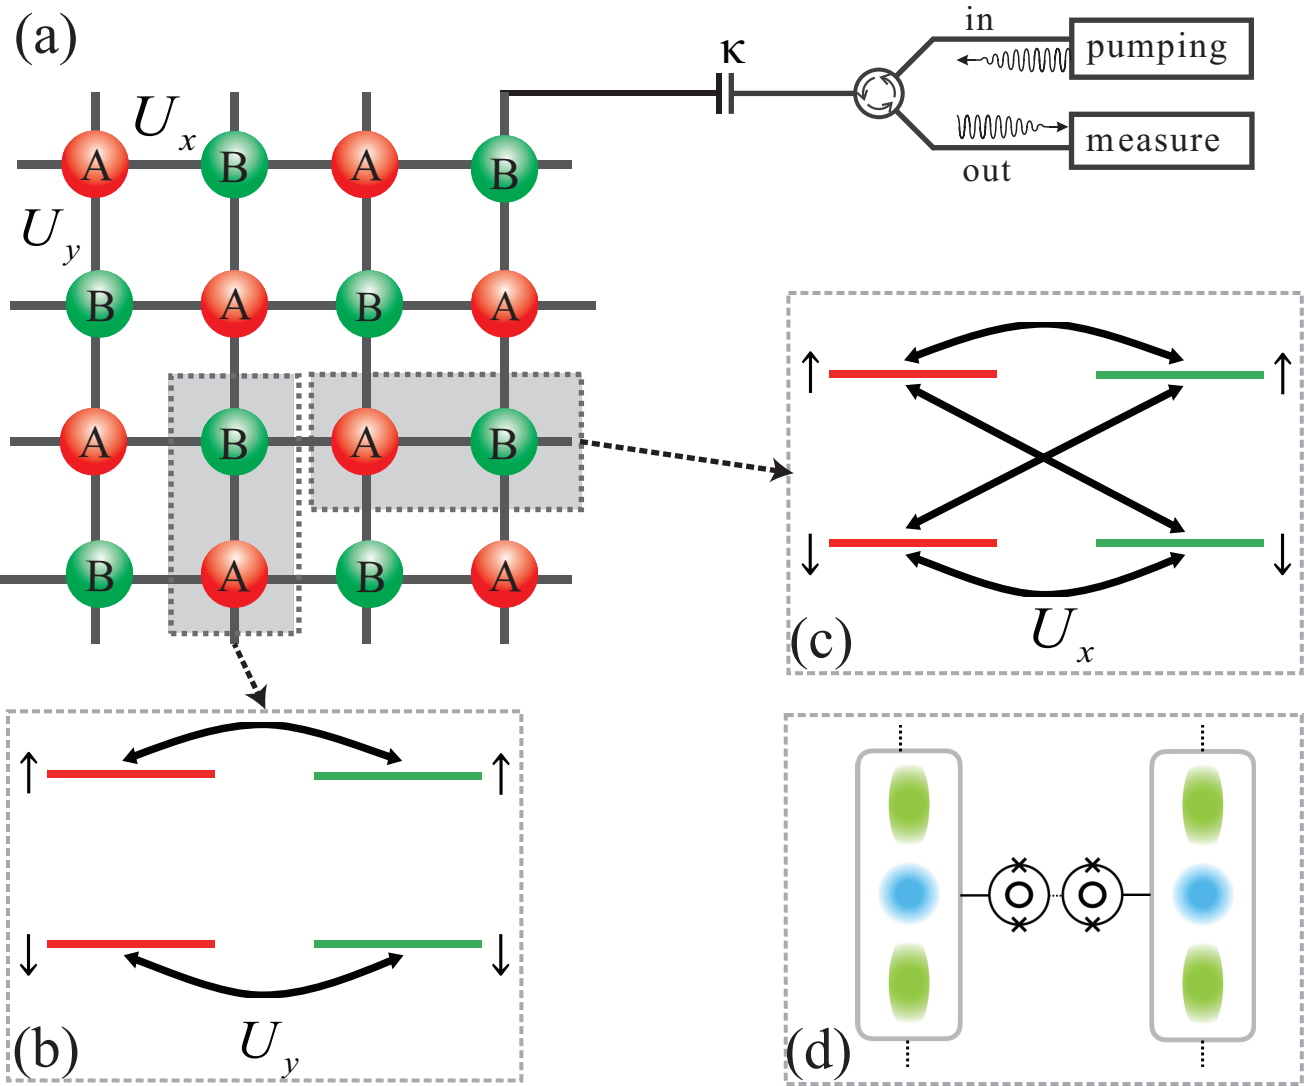 (a)
in
κ
pumping
U x
A B A B
measure
out
U y
B A B A
↑ ↑
A B A B
↓ ↓
B A B A
U x
(c)
↑ ↑
↓ ↓
U y
(b)
(d)